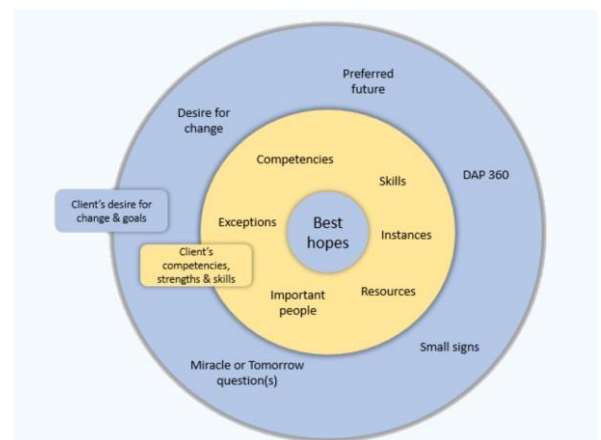 Preferred
future
Desire for
change
Competencies
DAP 360
Skills
Client's desire for
change & goals
Exceptions
Best
hopes
Instances
Client's
competencies,
strengths & skills
Important
people
Resources
Small signs
Miracle or Tomorrow
question(s)